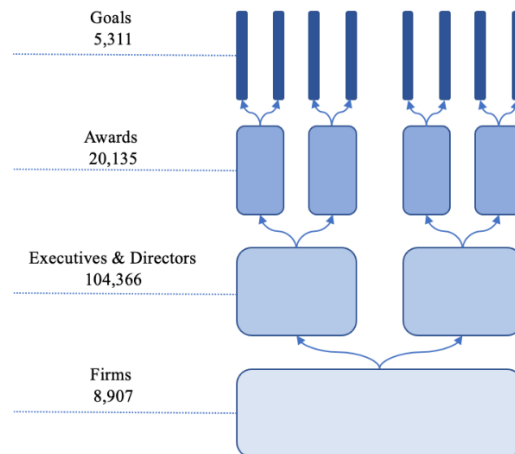 Goals
5,311
Awards
20,135
Executives & Directors
104,366
Firms
8,907